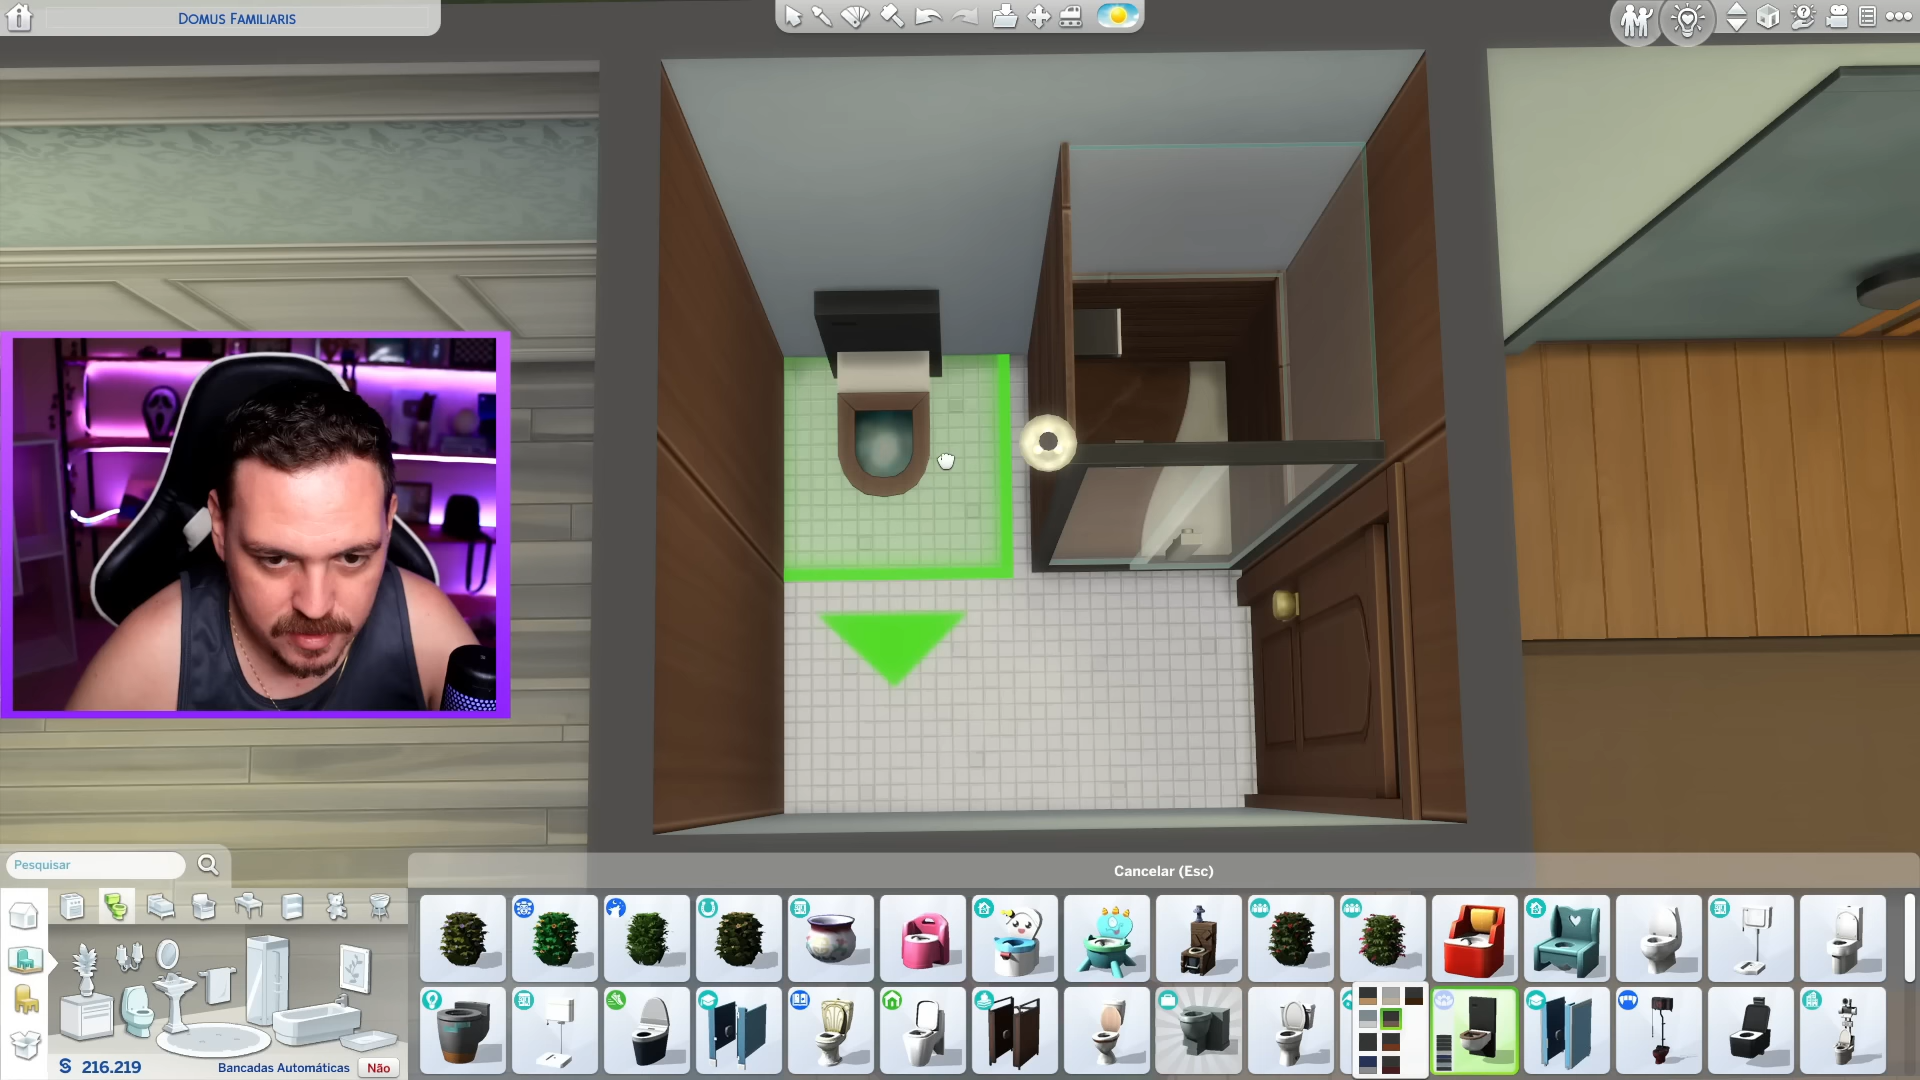 Domus Familiaris
Cancelar (Esc)
Pesquisar
216.219
Bancadas Automáticas
Não